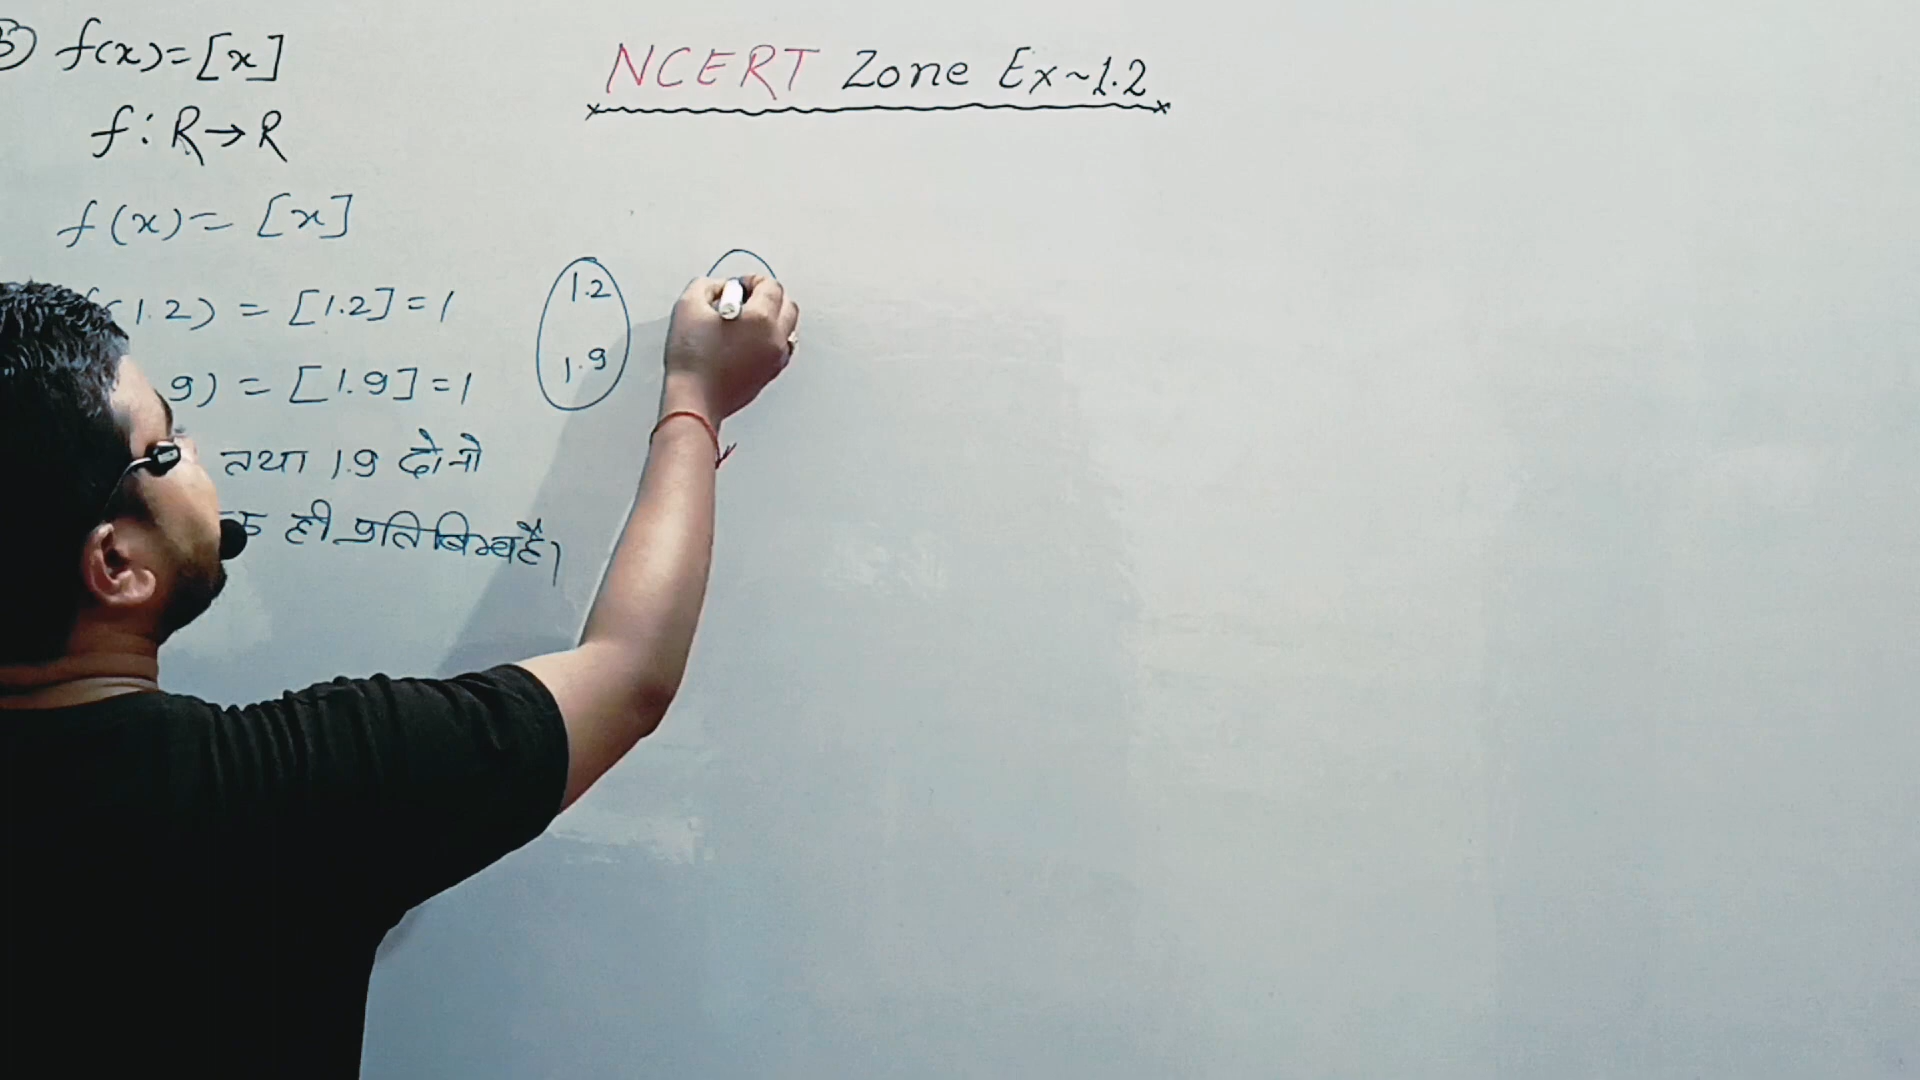 NCERT Zone Ex~1.2
f(x)=[x]
f:R→R
f(x)= [x]
1.2) = [1.2]=1
9) = [1.9]=1
तथा 1.9 दोनो
ही प्रतिबिम्ब है।
1.2
1.9